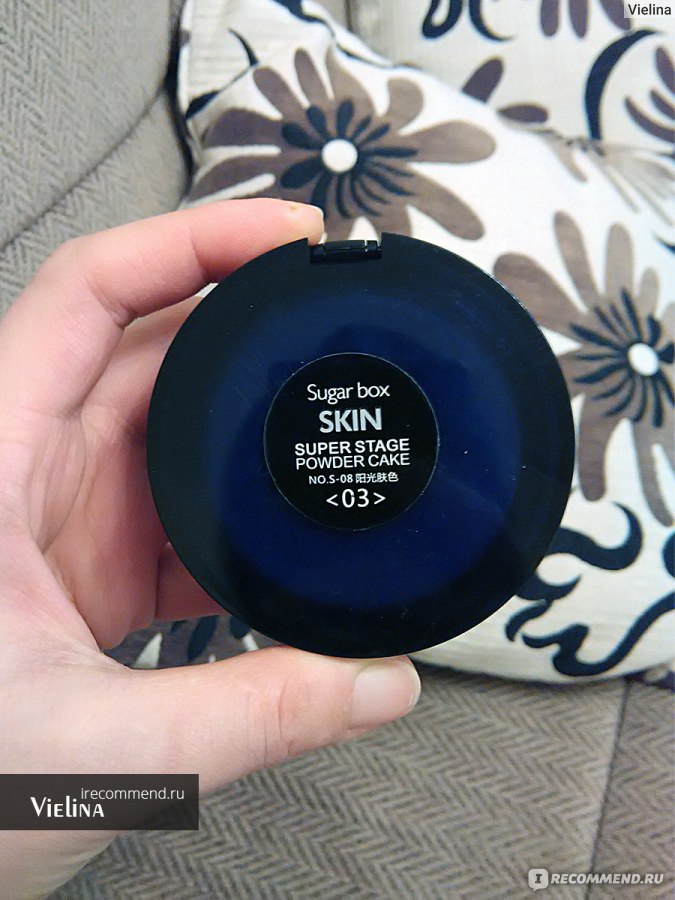 Vielina
Sugar box
SKIN
SUPER STAGE
POWDER CAKE
NO.S-08 阳光肤色
<03>
irecommend.ru
Vielina
IRECOMMEND.RU